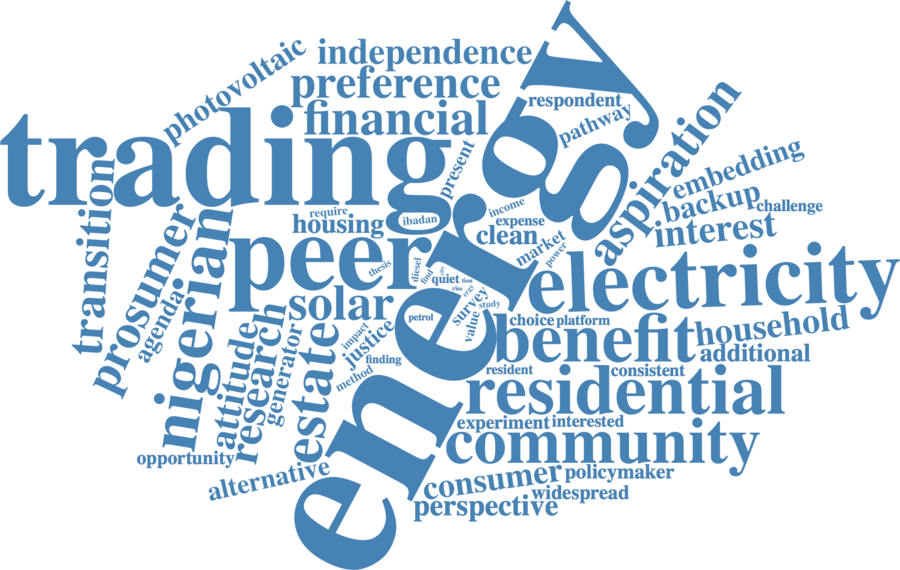 energy
trading
peer
electricity
residential
community
benefit
nigerian
estate
aspiration
financial
preference
independence
photovoltaic
transition
prosumer
agenda
attitude
research
generator
opportunity
alternative
solar
housing
require
ibadan
present
respondent
pathway
income
expense
clean
market
power
embedding
backup
challenge
interest
household
additional
choice
platform
consistent
resident
experiment
interested
consumer
policymaker
widespread
perspective
justice
impact
finding
method
petrol
thesis
diesel
find
quiet
tion
rise
survey
value
study